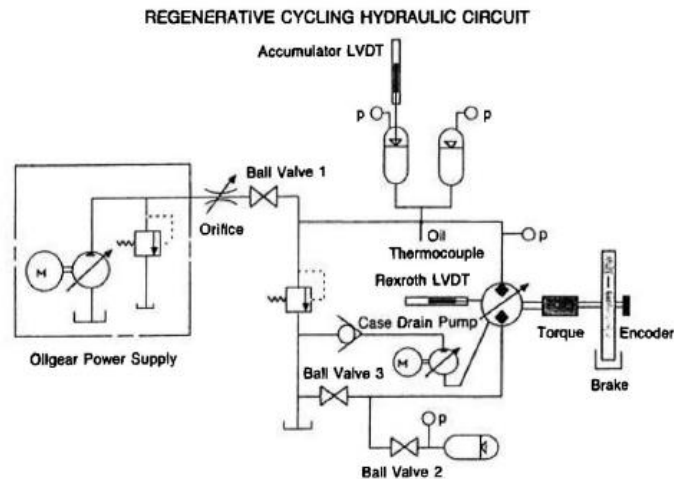 REGENERATIVE CYCLING HYDRAULIC CIRCUIT
Accumulator LVDT
p
p
Ball Valve 1
Orifice
Oil
Thermocouple
p
M
Rexroth LVDT
Case Drain Pump
Torque
Encoder
Oilgear Power Supply
M
Ball Valve 3
Brake
p
Ball Valve 2